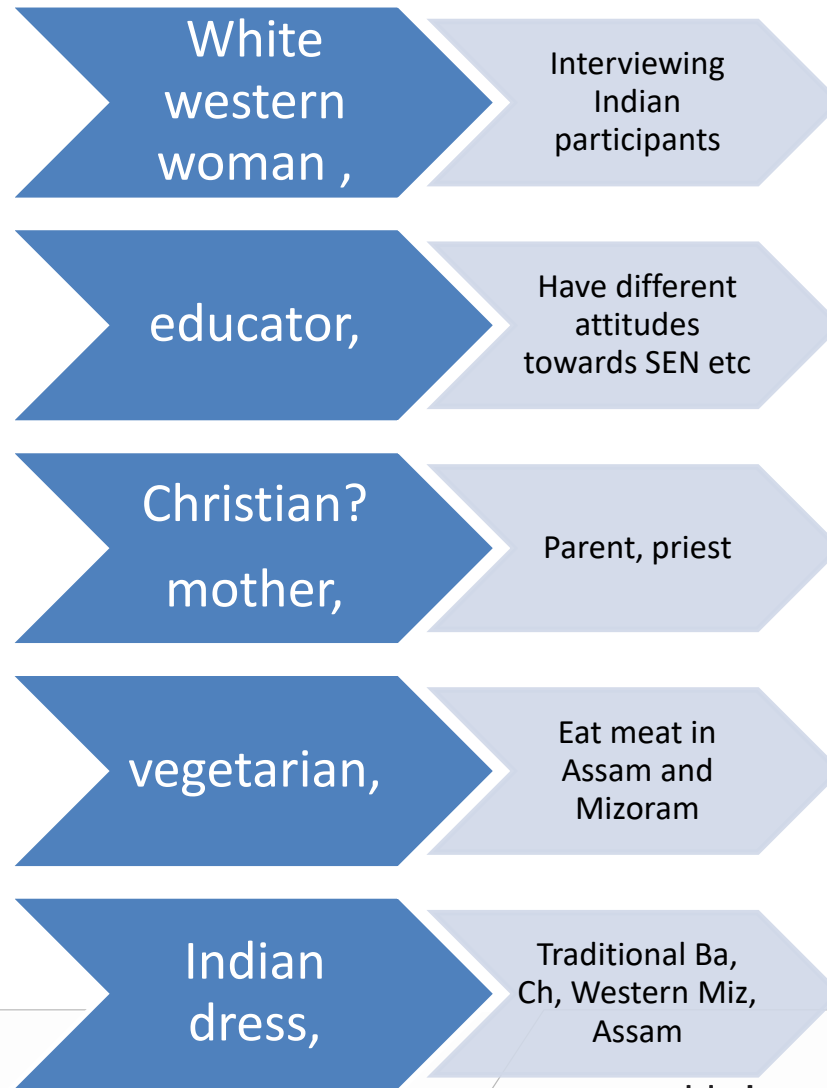 White
western
woman ,
Interviewing
Indian
participants
educator,
Have different
attitudes
towards SEN etc
Christian?
mother,
Parent, priest
vegetarian,
Eat meat in
Assam and
Mizoram
Indian
dress,
Traditional Ba,
Ch, Western Miz,
Assam